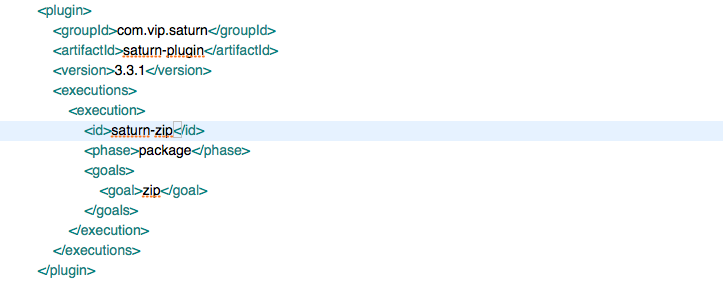 <plugin>
<groupId>com.vip.saturn</groupId>
<artifactId>saturn-plugin</artifactId>
<version>3.3.1</version>
<executions>
<execution>
<id>saturn-zip</id>
<phase>package</phase>
<goals>
<goal>zip</goal>
</goals>
</execution>
</executions>
</plugin>